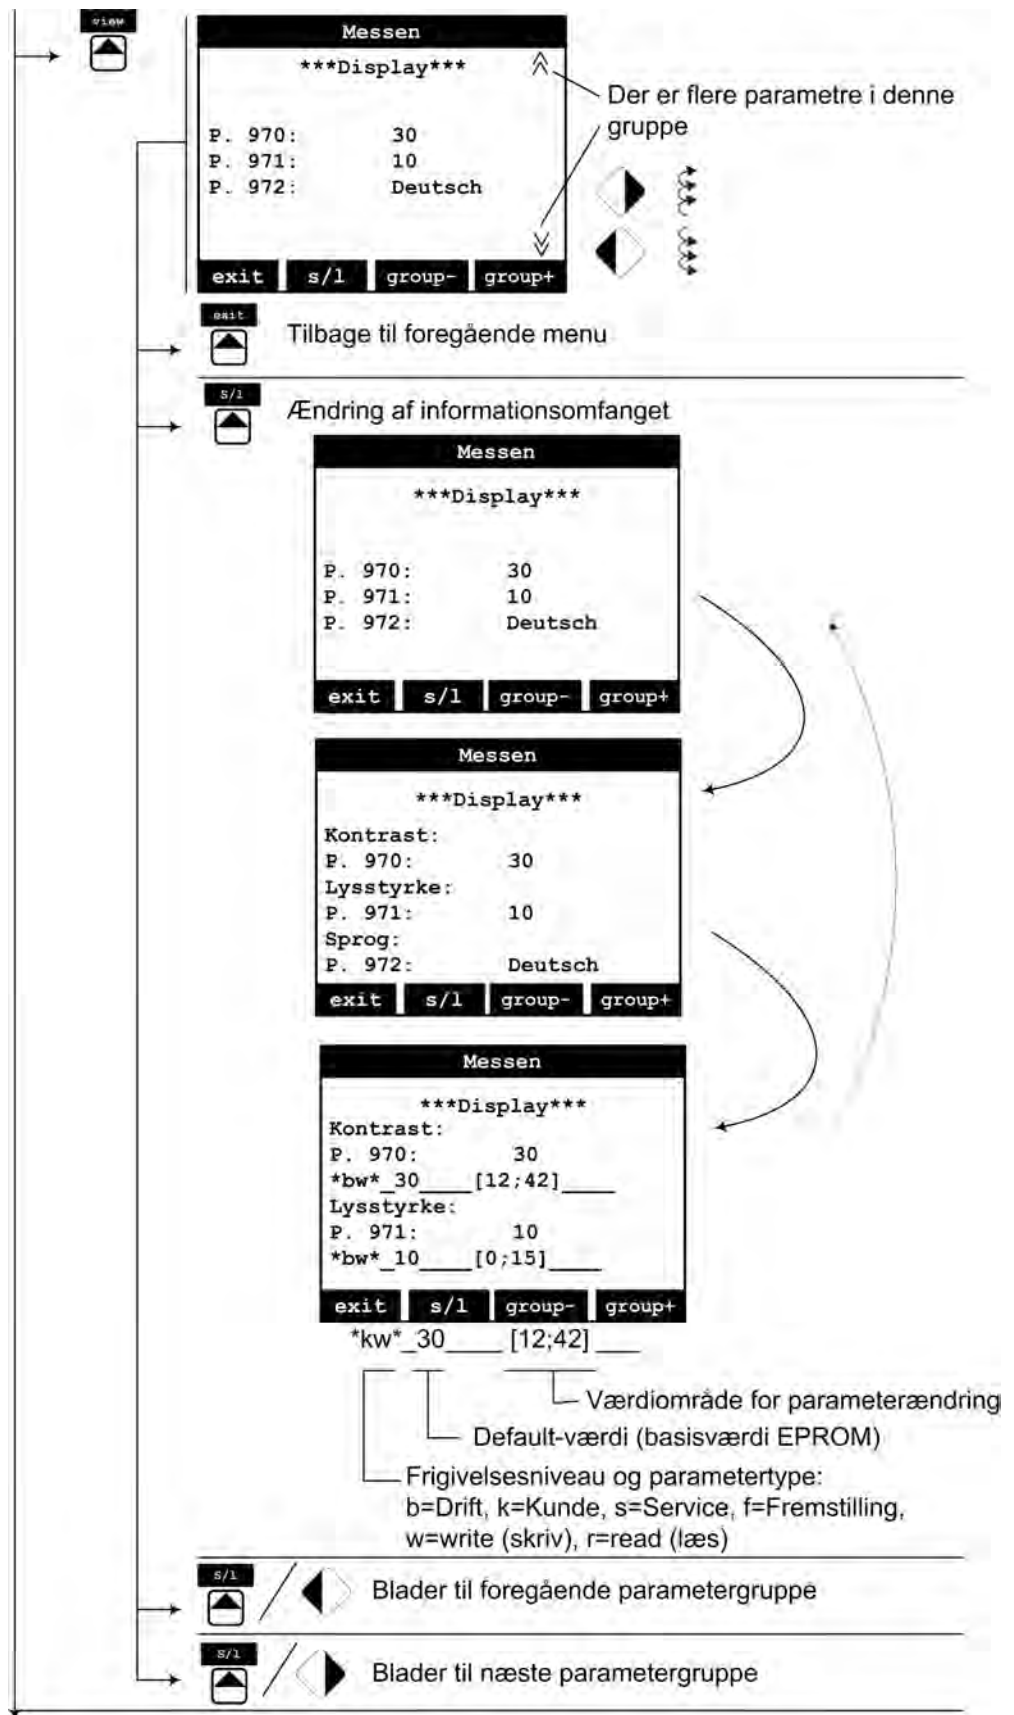 view
Messen
***Display***
Der er flere parametre i denne
gruppe
P. 970: 30
P. 971: 10
P. 972: Deutsch
exit s/l group- group+
exit
Tilbage til foregående menu
S/l
Ændring af informationsomfanget
Messen
***Display***
P. 970: 30
P. 971: 10
P. 972: Deutsch
exit s/l group- group+
Messen
***Display***
Kontrast:
P. 970: 30
Lysstyrke:
P. 971: 10
Sprog:
P. 972: Deutsch
exit s/l group- group+
Messen
***Display***
Kontrast:
P. 970: 30
*bw*_30____[12;42]____
Lysstyrke:
P. 971: 10
*bw*_10____[0;15]____
exit s/l group- group+
*kw*_30____ [12;42] ___
Værdiområde for parameterændring
Default-værdi (basisværdi EPROM)
Frigivelsesniveau og parametertype:
b=Drift, k=Kunde, s=Service, f=Fremstilling,
w=write (skriv), r=read (læs)
S/l
Blader til foregående parametergruppe
S/l
Blader til næste parametergruppe